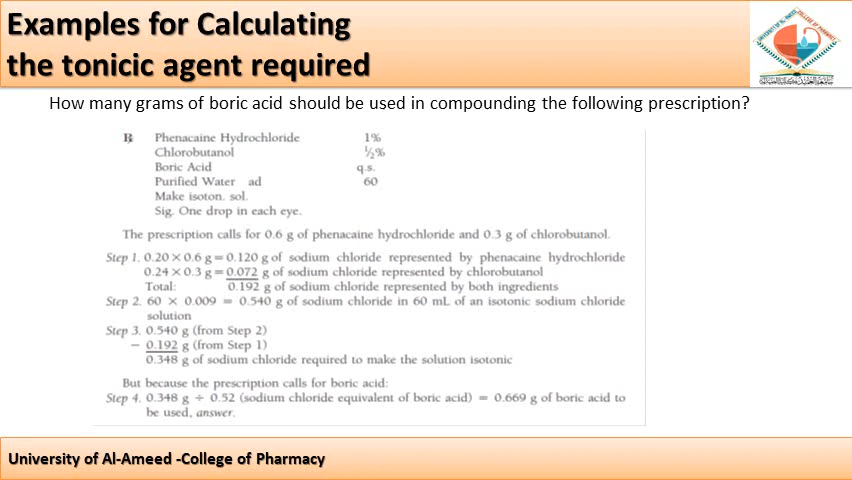 Examples for Calculating
the tonicic agent required
How many grams of boric acid should be used in compounding the following prescription?
℞ Phenacaine Hydrochloride 1%
Chlorobutanol ½%
Boric Acid q.s.
Purified Water ad 60
Make isoton. sol.
Sig. One drop in each eye.
The prescription calls for 0.6 g of phenacaine hydrochloride and 0.3 g of chlorobutanol.
Step 1. 0.20 × 0.6 g = 0.120 g of sodium chloride represented by phenacaine hydrochloride
0.24 × 0.3 g = 0.072 g of sodium chloride represented by chlorobutanol
Total: 0.192 g of sodium chloride represented by both ingredients
Step 2. 60 × 0.009 = 0.540 g of sodium chloride in 60 mL of an isotonic sodium chloride
solution
Step 3. 0.540 g (from Step 2)
− 0.192 g (from Step 1)
0.348 g of sodium chloride required to make the solution isotonic
But because the prescription calls for boric acid:
Step 4. 0.348 g ÷ 0.52 (sodium chloride equivalent of boric acid) = 0.669 g of boric acid to
be used, answer.
University of Al-Ameed -College of Pharmacy